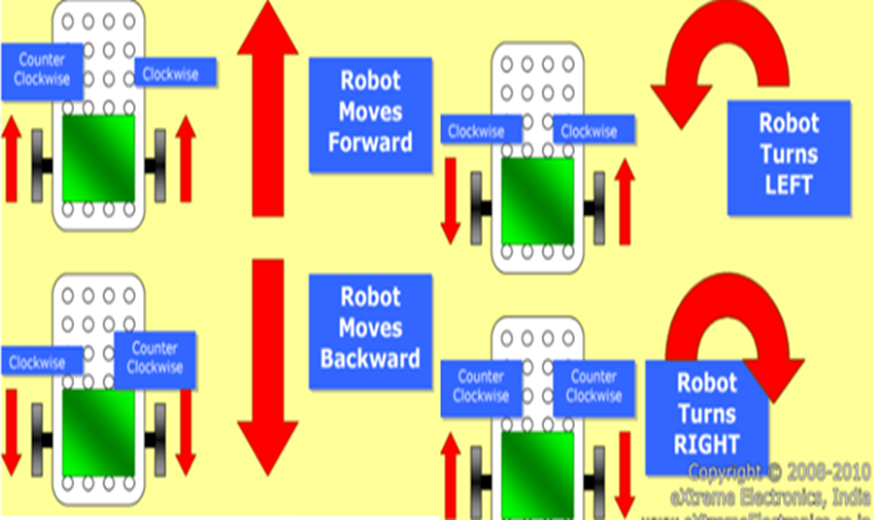 Counter
Clockwise
Clockwise
Robot
Moves
Forward
Clockwise
Clockwise
Robot
Turns
LEFT
Clockwise
Counter
Clockwise
Robot
Moves
Backward
Counter
Clockwise
Counter
Clockwise
Robot
Turns
RIGHT
Copyright © 2008-2010
eXtreme Electronics, India